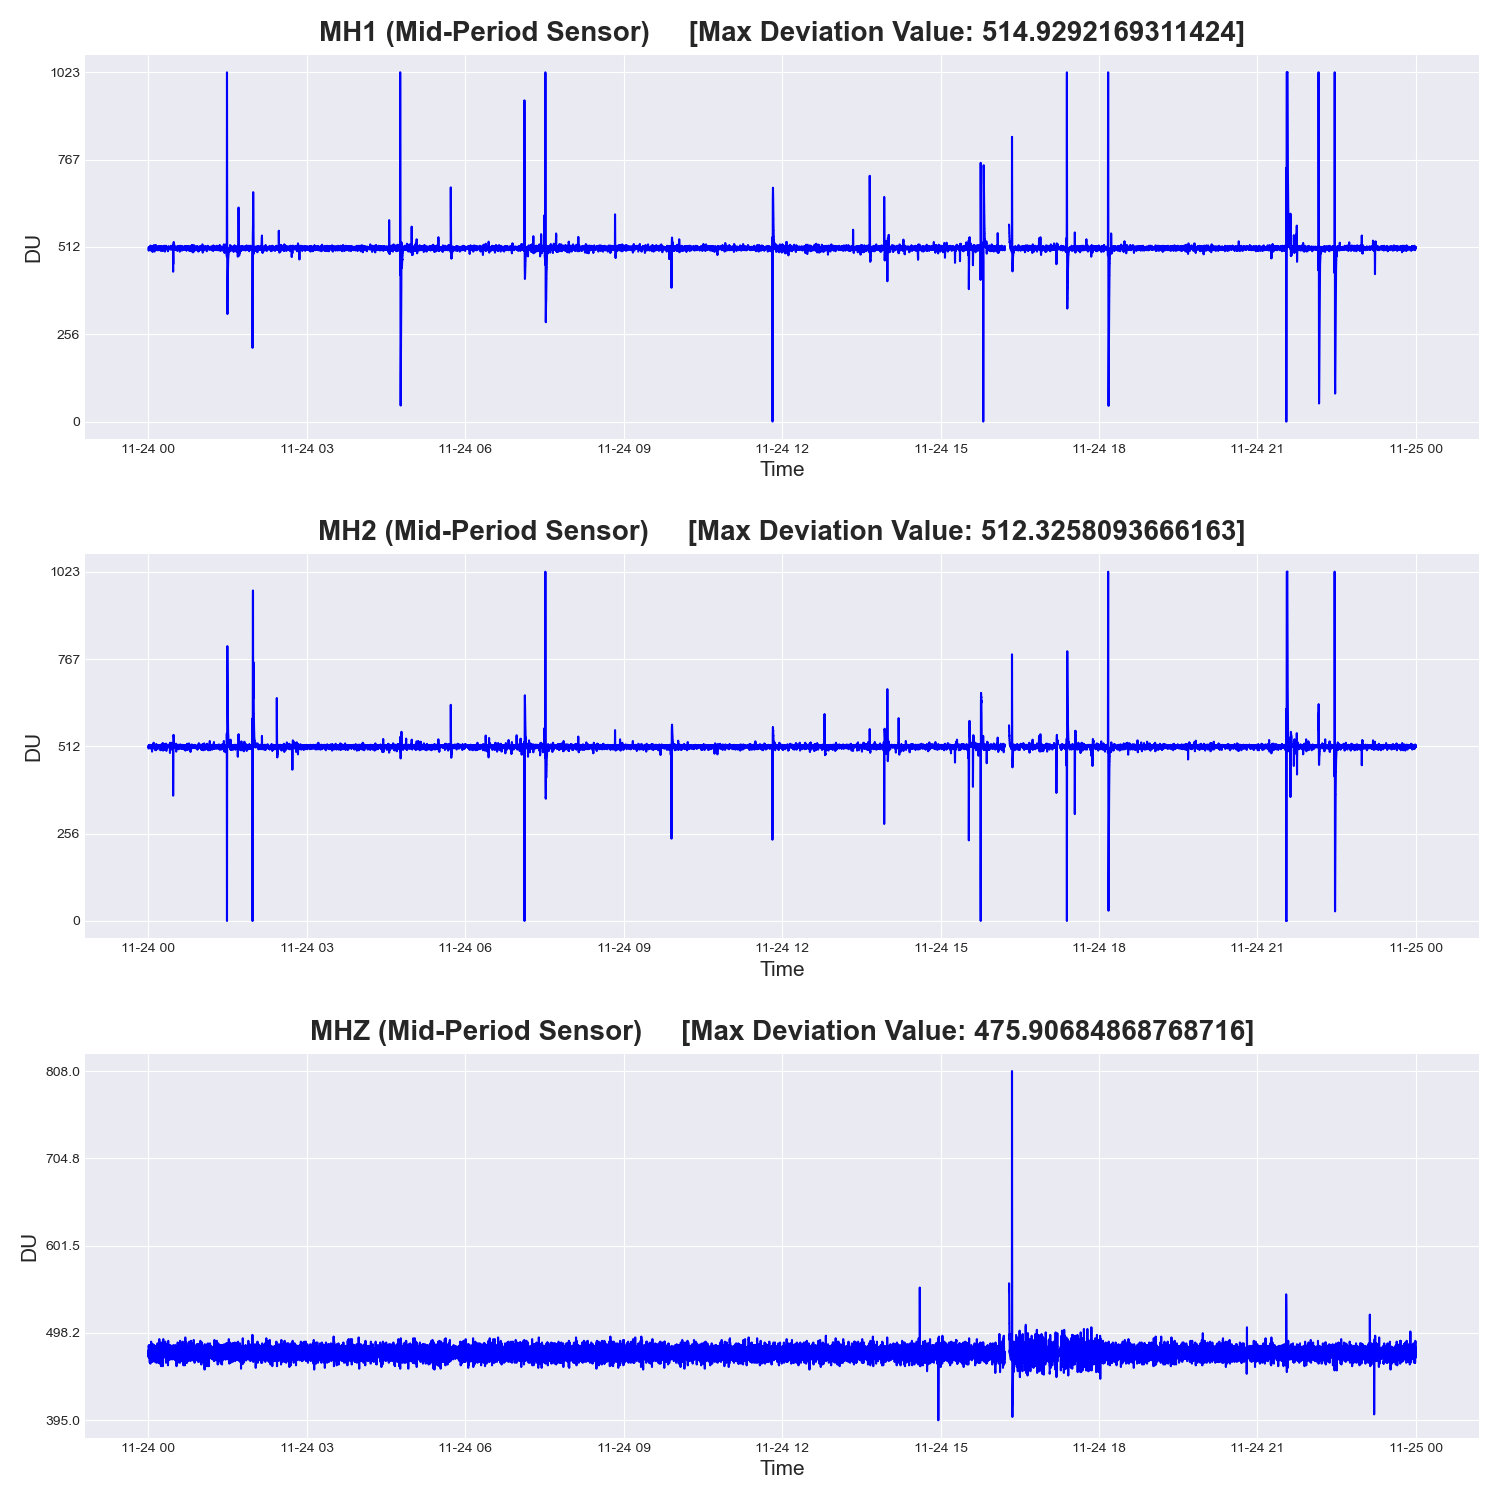 MH1 (Mid-Period Sensor) [Max Deviation Value: 514.9292169311424]
1023
767
512
256
0
DU
11-24 00 11-24 03 11-24 06 11-24 09 11-24 12 11-24 15 11-24 18 11-24 21 11-25 00
Time
MH2 (Mid-Period Sensor) [Max Deviation Value: 512.3258093666163]
1023
767
512
256
0
DU
11-24 00 11-24 03 11-24 06 11-24 09 11-24 12 11-24 15 11-24 18 11-24 21 11-25 00
Time
MHZ (Mid-Period Sensor) [Max Deviation Value: 475.90684868768716]
808.0
704.8
601.5
498.2
395.0
DU
11-24 00 11-24 03 11-24 06 11-24 09 11-24 12 11-24 15 11-24 18 11-24 21 11-25 00
Time